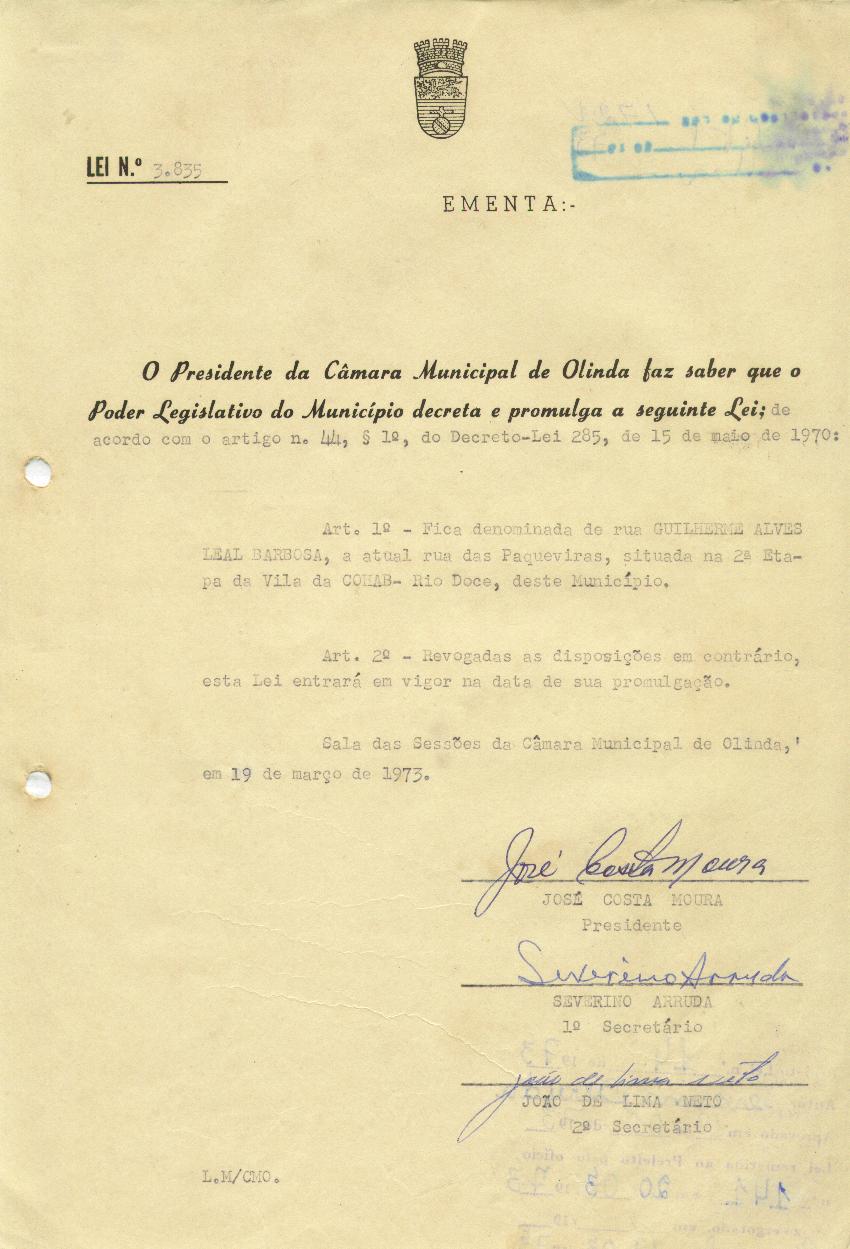 LEI N.º 3.835
EMENTA:-
O Presidente da Câmara Municipal de Olinda faz saber que o
Poder Legislativo do Município decreta e promulga a seguinte Lei; de
acordo com o artigo n. 44, § 1º, do Decreto-Lei 285, de 15 de maio de 1970:
Art. 1º - Fica denominada de rua GUILHERME ALVES
LEAL BARBOSA, a atual rua das Paqueviras, situada na 2ª Eta-
pa da Vila da COHAB- Rio Doce, deste Município.
Art. 2º - Revogadas as disposições em contrário,
esta Lei entrará em vigor na data de sua promulgação.
Sala das Sessões da Câmara Municipal de Olinda,'
em 19 de março de 1973.
José Costa Moura
JOSÉ COSTA MOURA
Presidente
Severino Arruda
SEVERINO ARRUDA
1º Secretário
João de Lima Neto
JOÃO DE LIMA NETO
2º Secretário
L.M/CMO.